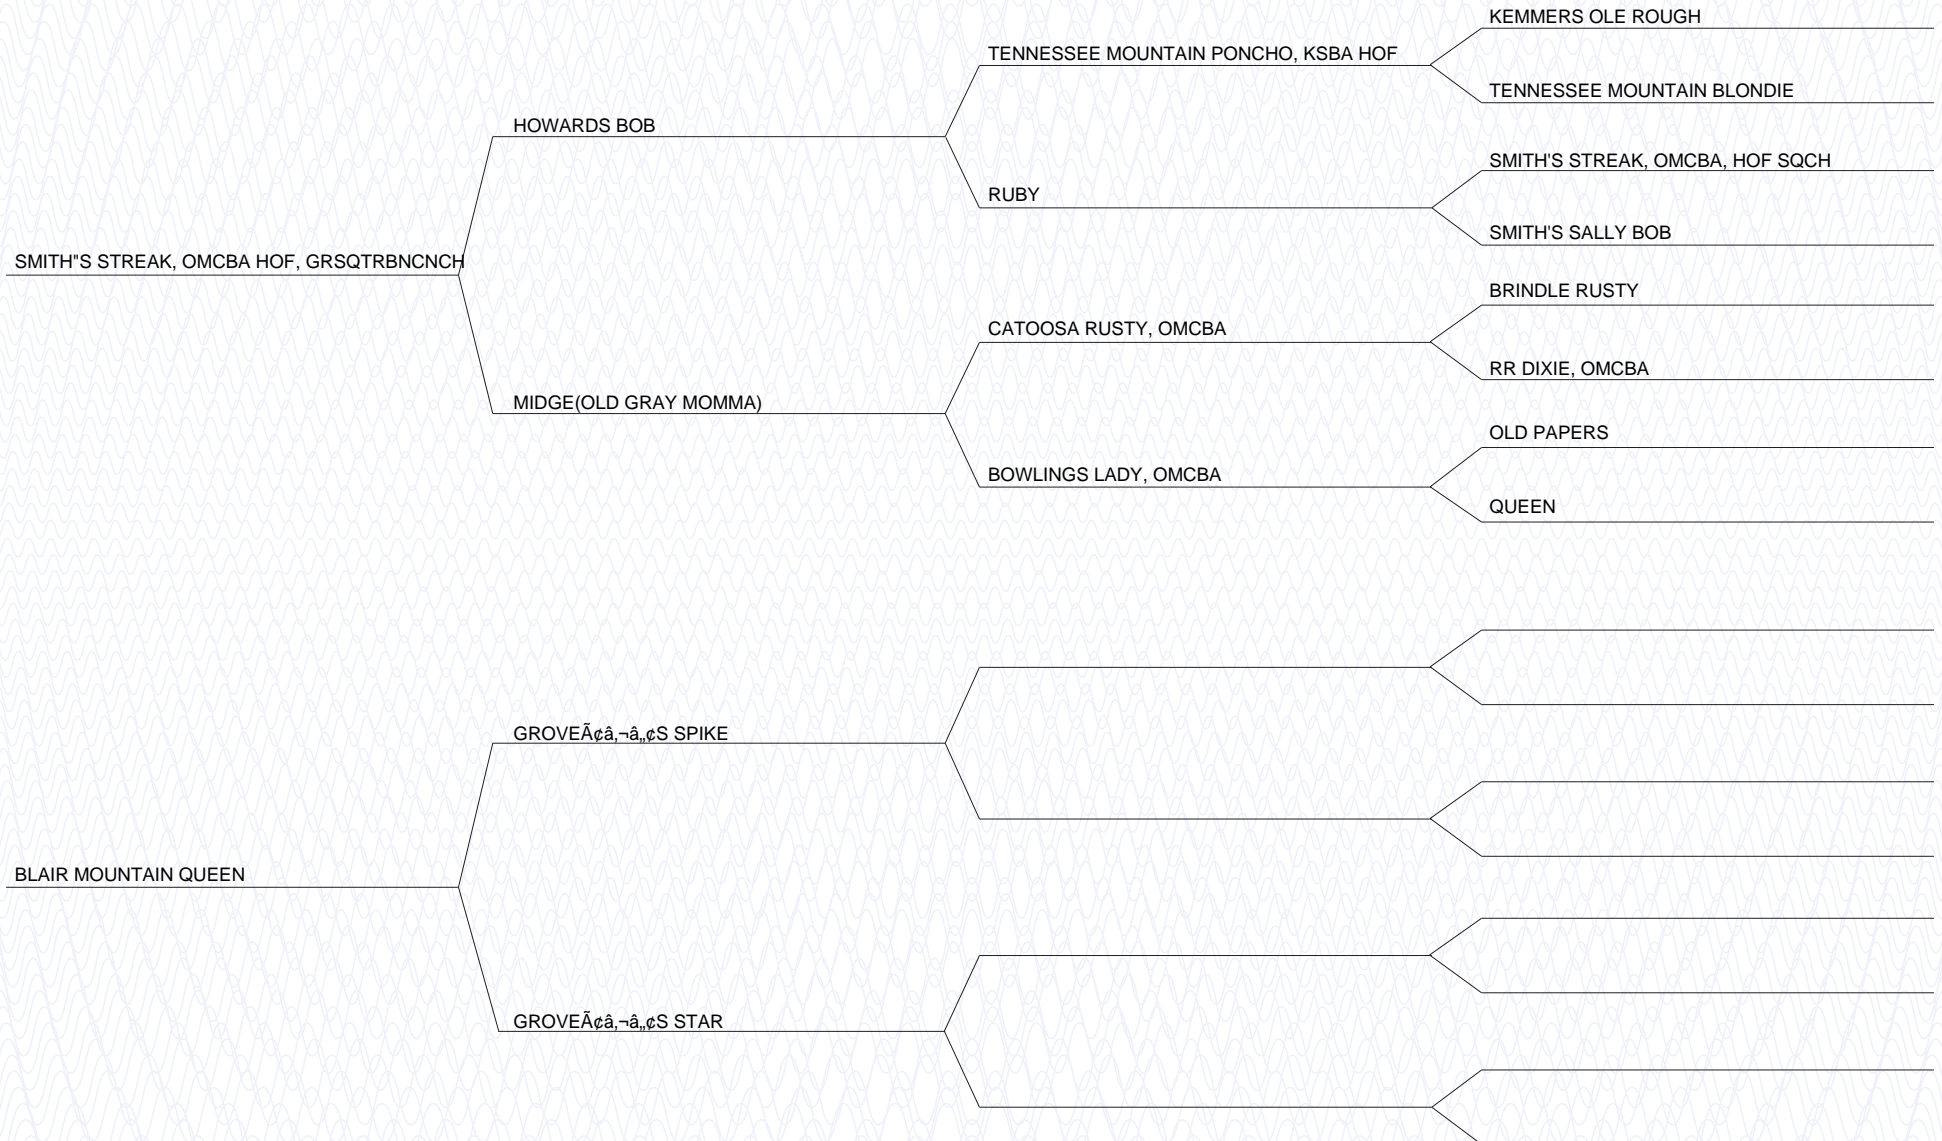 KEMMERS OLE ROUGH
TENNESSEE MOUNTAIN PONCHO, KSBA HOF
TENNESSEE MOUNTAIN BLONDIE
HOWARDS BOB
SMITH'S STREAK, OMCBA, HOF SQCH
RUBY
SMITH'S SALLY BOB
SMITH"S STREAK, OMCBA HOF, GRSQTRBNCNCH
BRINDLE RUSTY
CATOOSA RUSTY, OMCBA
RR DIXIE, OMCBA
MIDGE(OLD GRAY MOMMA)
OLD PAPERS
BOWLINGS LADY, OMCBA
QUEEN
GROVEÃ¢â‚¬â„¢S SPIKE
BLAIR MOUNTAIN QUEEN
GROVEÃ¢â‚¬â„¢S STAR